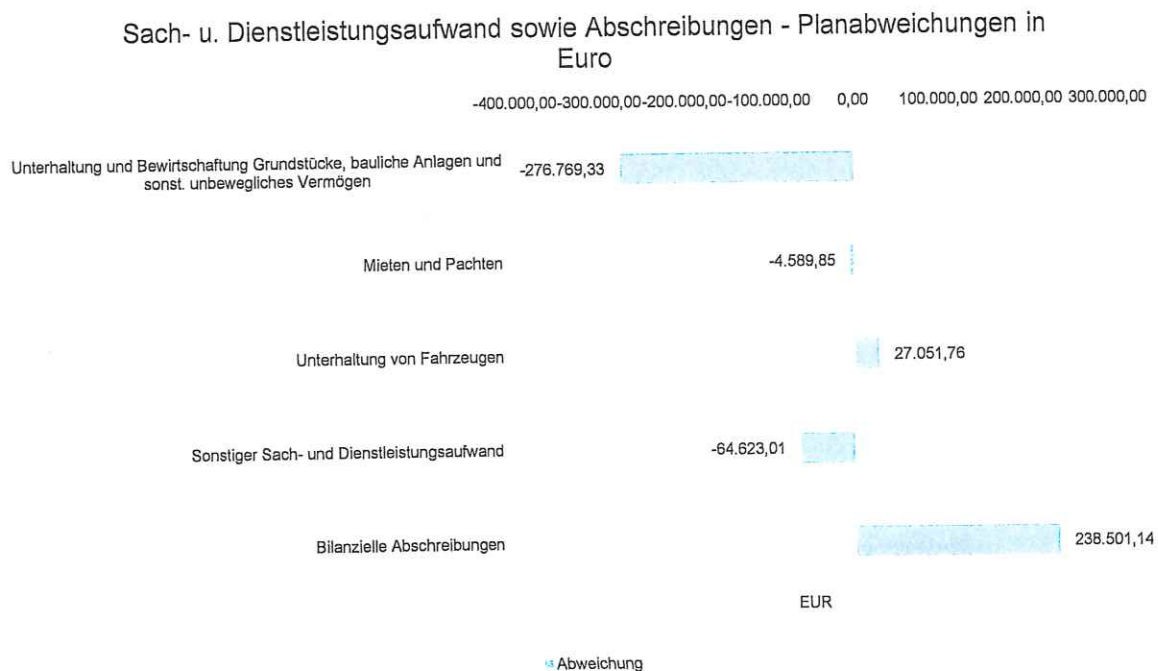 Sach- u. Dienstleistungsaufwand sowie Abschreibungen - Planabweichungen in
Euro
-400.000,00-300.000,00-200.000,00-100.000,00 0,00 100.000,00 200.000,00 300.000,00
Unterhaltung und Bewirtschaftung Grundstücke, bauliche Anlagen und
sonst. unbewegliches Vermögen
-276.769,33
Mieten und Pachten
-4.589,85
Unterhaltung von Fahrzeugen
27.051,76
Sonstiger Sach- und Dienstleistungsaufwand
-64.623,01
Bilanzielle Abschreibungen
238.501,14
EUR
Abweichung